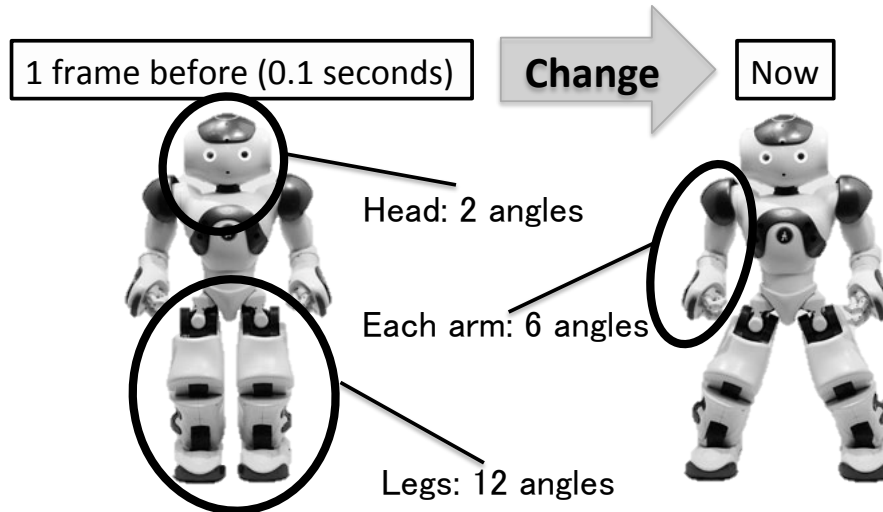 1 frame before (0.1 seconds)
Change
Now
Head: 2 angles
Each arm: 6 angles
Legs: 12 angles